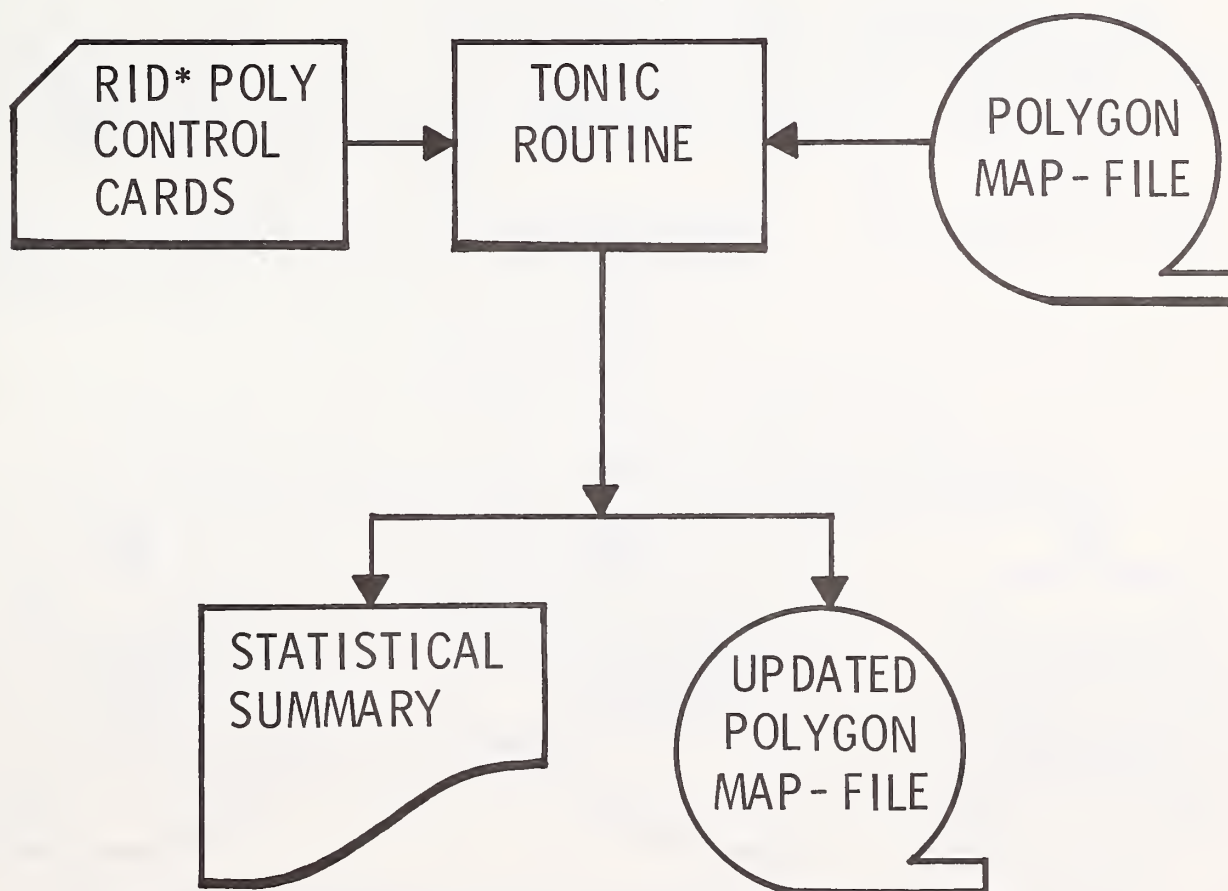 RID* POLY
CONTROL
CARDS
TONIC
ROUTINE
POLYGON
MAP-FILE
STATISTICAL
SUMMARY
UPDATED
POLYGON
MAP-FILE